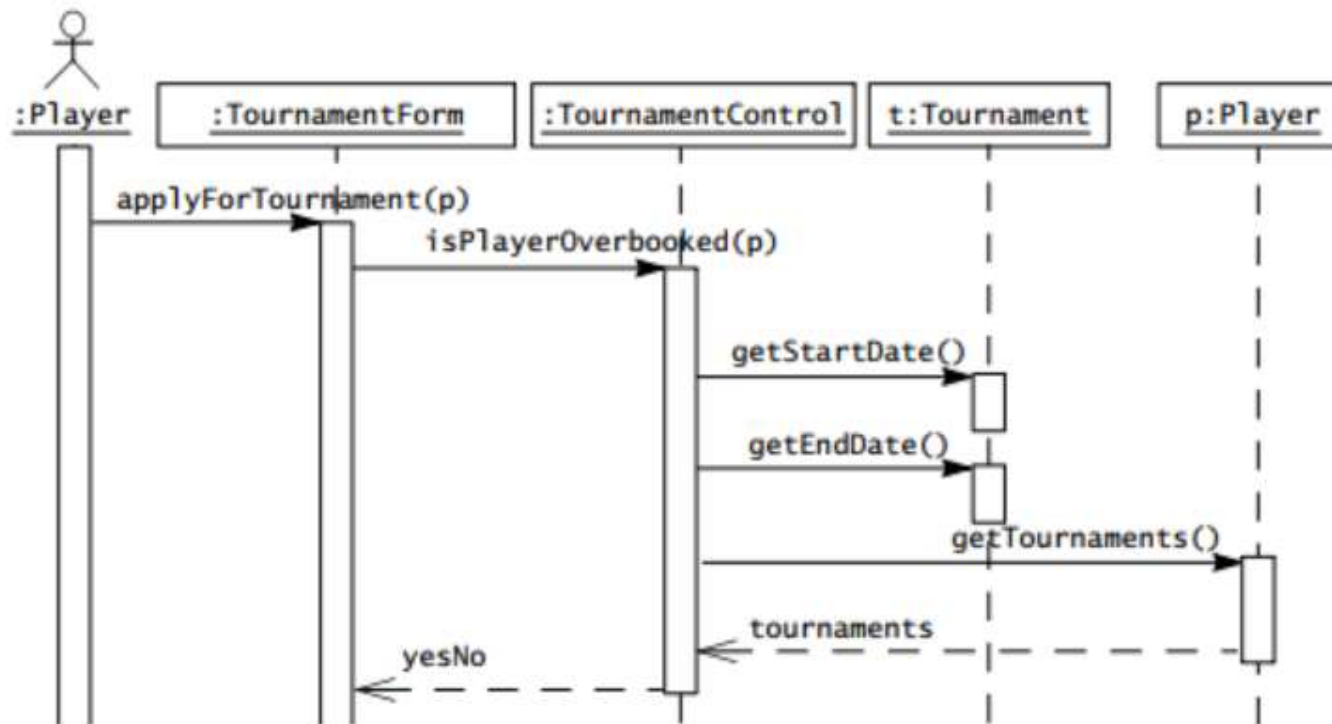 :Player
:TournamentForm
:TournamentControl
t:Tournament
p:Player
applyForTournament(p)
isPlayerOverbooked(p)
getStartDate()
getEndDate()
getTournaments()
tournaments
yesNo